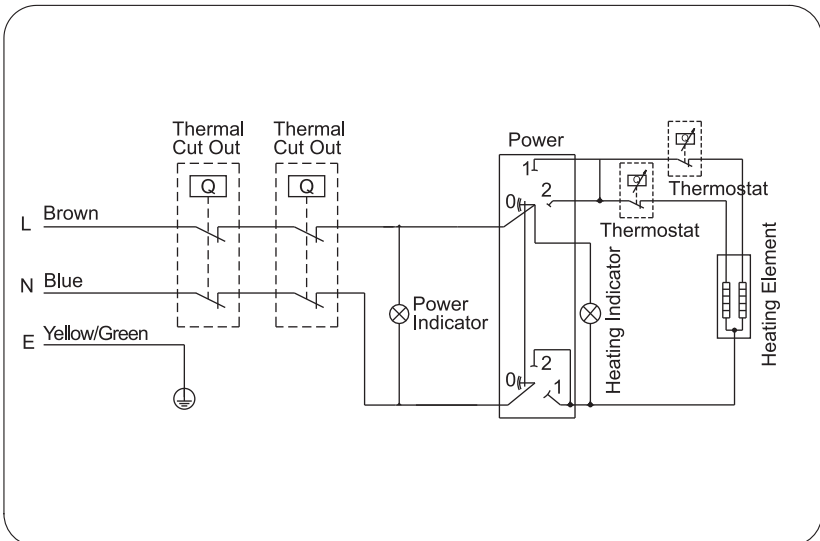 Thermal
Cut Out
Thermal
Cut Out
Q
Q
Power
1
2
0
Thermostat
Thermostat
L
Brown
N
Blue
E
Yellow/Green
Power
Indicator
Heating Indicator
Heating Element
2
0
1